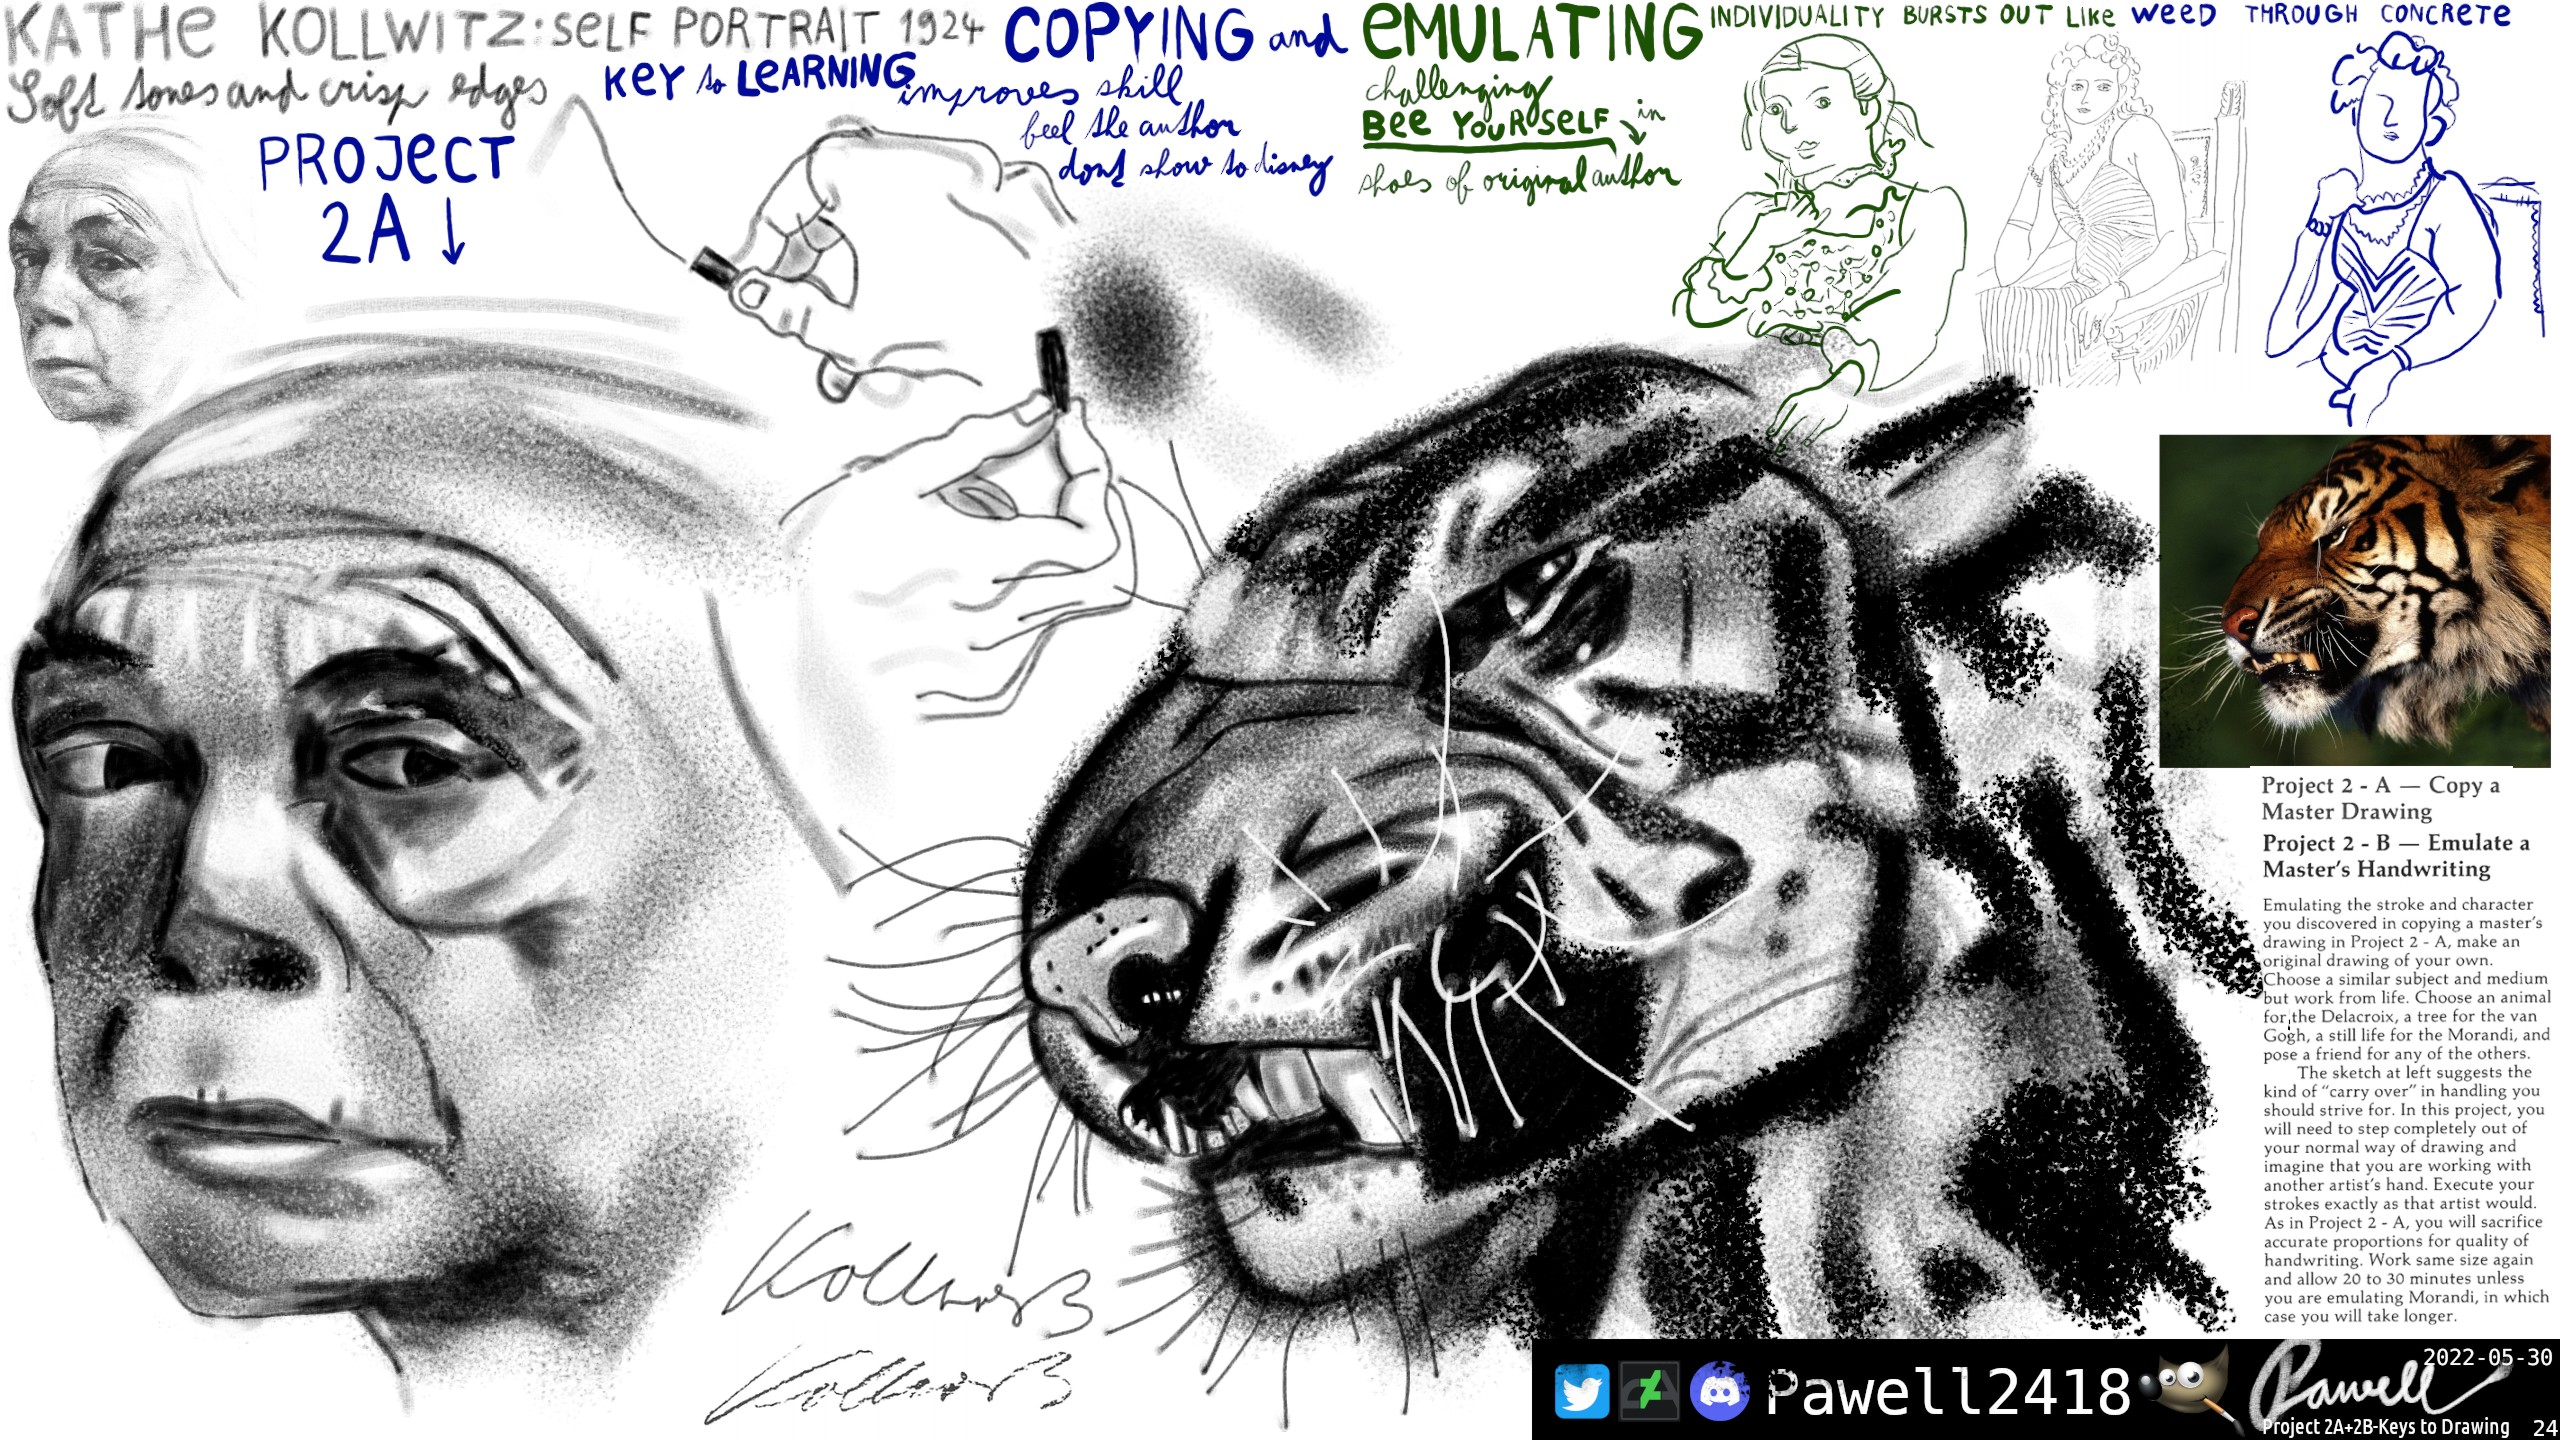 KATHe KOLLWITZ:SeLF PORTRAIT 1924
Soft tones and crisp edges
PROJeCT
2A↓
COPYING and eMULATING
KEY to LeARNING
improves skill
feel the author
dont show to disney
challenging
Bee YouRSeLF in
shoes of original author
INDIVIDUALITY BURSTS OUT LIKe WeeD THROUGH CONCReTe
Project 2 - A — Copy a
Master Drawing
Project 2 - B — Emulate a
Master's Handwriting
Emulating the stroke and character
you discovered in copying a master's
drawing in Project 2 - A, make an
original drawing of your own.
Choose a similar subject and medium
but work from life. Choose an animal
for the Delacroix, a tree for the van
Gogh, a still life for the Morandi, and
pose a friend for any of the others.
The sketch at left suggests the
kind of “carry over” in handling you
should strive for. In this project, you
will need to step completely out of
your normal way of drawing and
imagine that you are working with
another artist's hand. Execute your
strokes exactly as that artist would.
As in Project 2 - A, you will sacrifice
accurate proportions for quality of
handwriting. Work same size again
and allow 20 to 30 minutes unless
you are emulating Morandi, in which
case you will take longer.
Pawell2418
Pawell
2022-05-30
Project 2A+2B-Keys to Drawing
24